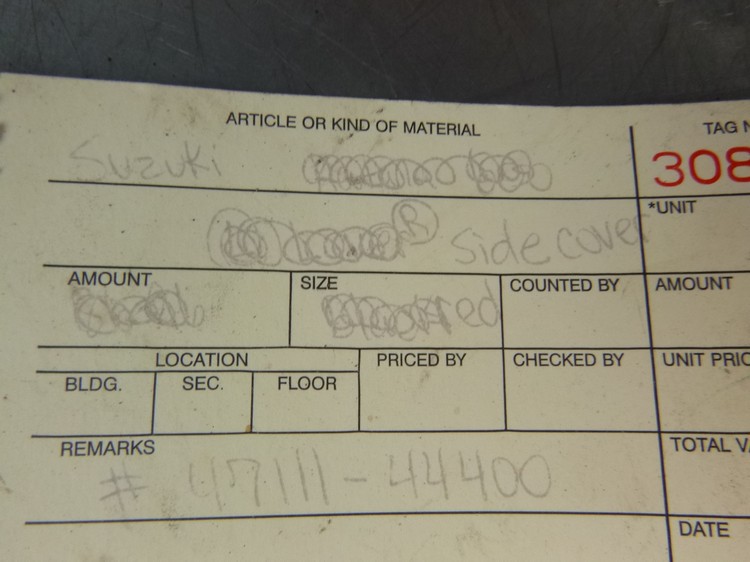 ARTICLE OR KIND OF MATERIAL
TAG N
Suzuki
308
*UNIT
R side cover
AMOUNT SIZE COUNTED BY AMOUNT
LOCATION PRICED BY CHECKED BY UNIT PRIC
BLDG. SEC. FLOOR
REMARKS
TOTAL VA
# 47111-44400
DATE